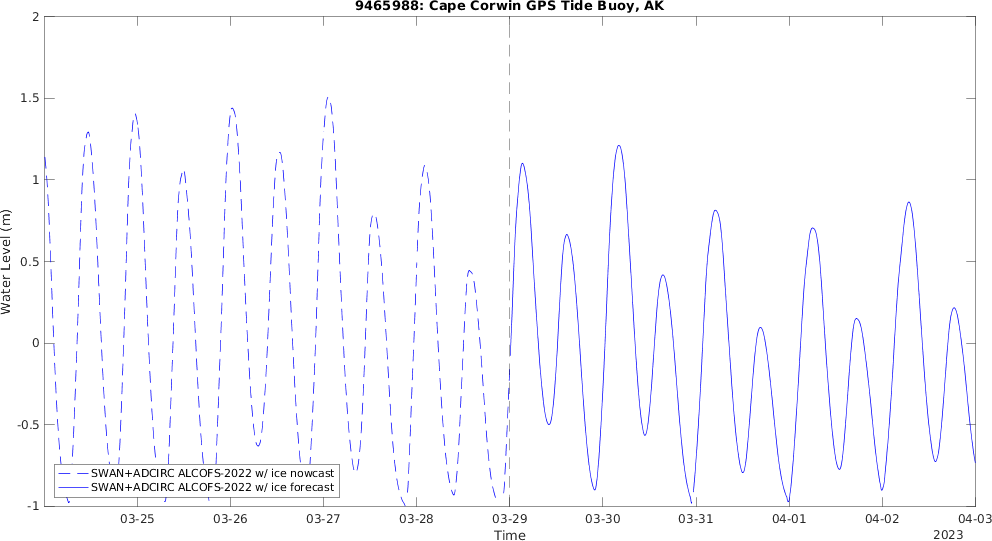 9465988: Cape Corwin GPS Tide Buoy, AK
2
1.5
1
0.5
0
-0.5
-1
Water Level (m)
SWAN+ADCIRC ALCOFS-2022 w/ ice nowcast
SWAN+ADCIRC ALCOFS-2022 w/ ice forecast
03-25 03-26 03-27 03-28 03-29 03-30 03-31 04-01 04-02 04-03
Time
2023